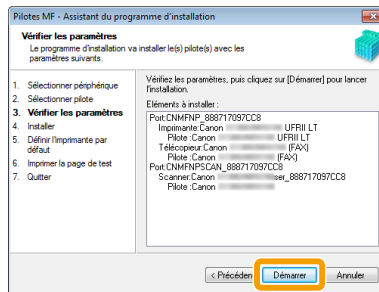 Pilotes MF - Assistant du programme d'installation
Vérifier les paramètres
Le programme d'installation va installer le(s) pilote(s) avec les
paramètres suivants.
1. Sélectionner périphérique
2. Sélectionner pilote
3. Vérifier les paramètres
4. Installer
5. Définir l'imprimante par
défaut
6. Imprimer la page de test
7. Quitter
Vérifiez les paramètres, puis cliquez sur [Démarrer] pour lancer
l'installation.
Eléments à installer :
Port:CNMFNP_888717097CC8
Imprimante:Canon UFRII LT
Pilote :Canon UFRII LT
Télécopieur:Canon (FAX)
Pilote :Canon (FAX)
Port:CNMFNPSCAN_888717097CC8
Scanner:Canon ser_888717097CC8
Pilote :Canon
< Précéden
Démarrer
Annuler